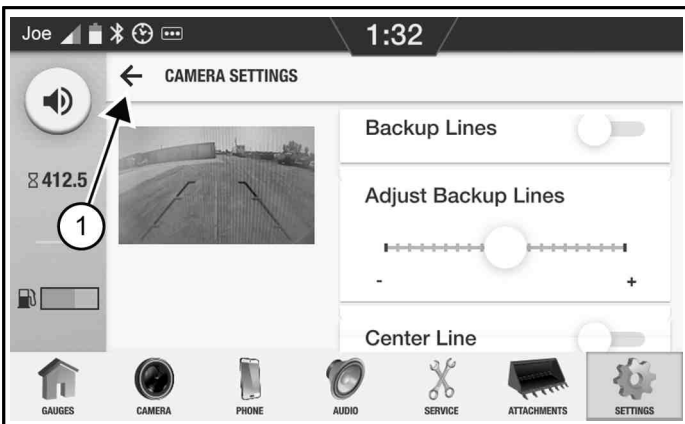 Joe
1:32
CAMERA SETTINGS
412.5
1
Backup Lines
Adjust Backup Lines
- +
Center Line
GAUGES CAMERA PHONE AUDIO SERVICE ATTACHMENTS SETTINGS